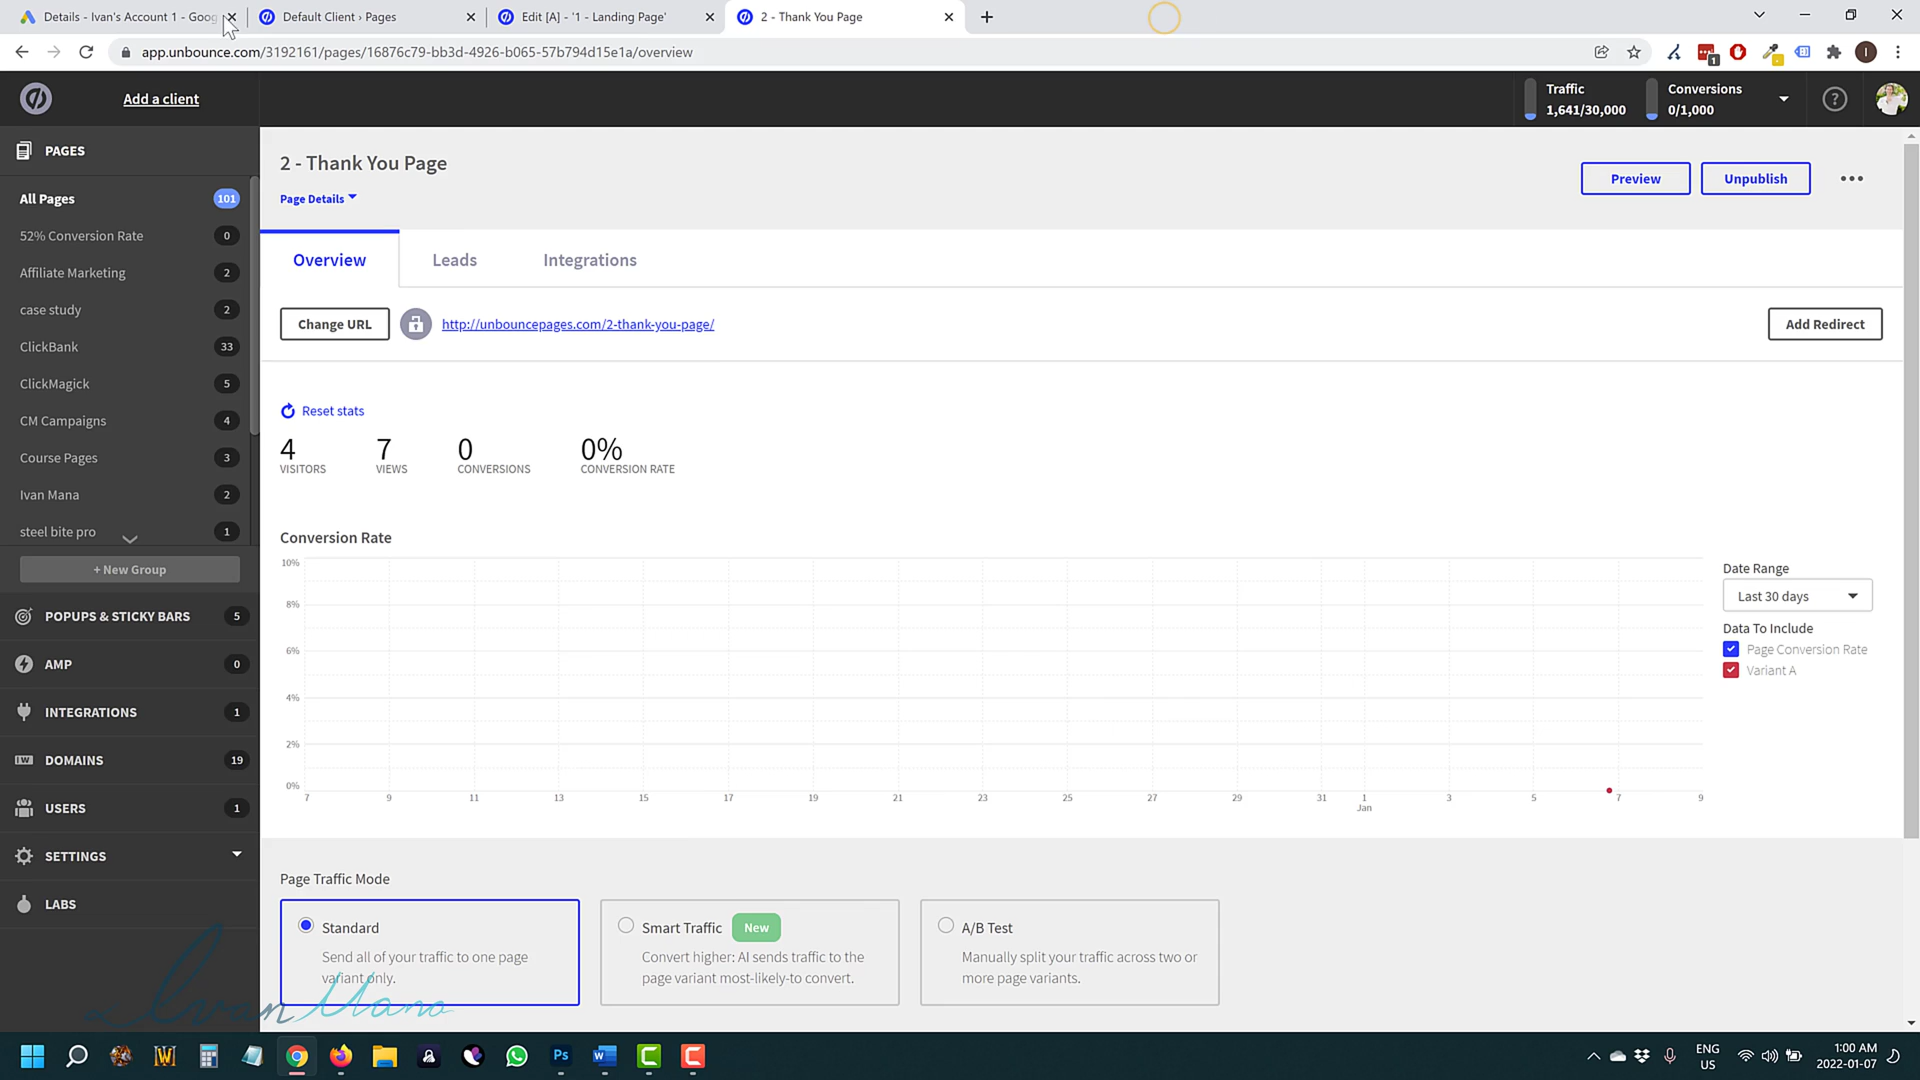 Details - Ivan's Account 1 - Goog
Default Client › Pages
Edit [A] - '1 - Landing Page'
2 - Thank You Page
app.unbounce.com/3192161/pages/16876c79-bb3d-4926-b065-57b794d15e1a/overview
Add a client
Traffic
1,641/30,000
Conversions
0/1,000
PAGES
All Pages 101
52% Conversion Rate 0
Affiliate Marketing 2
case study 2
ClickBank 33
ClickMagick 5
CM Campaigns 4
Course Pages 3
Ivan Mana 2
steel bite pro 1
+ New Group
POPUPS & STICKY BARS 5
AMP 0
INTEGRATIONS 1
DOMAINS 19
USERS 1
SETTINGS
LABS
2 - Thank You Page
Page Details
Preview
Unpublish
Overview
Leads
Integrations
Change URL
http://unbouncepages.com/2-thank-you-page/
Add Redirect
Reset stats
4 7 0 0%
VISITORS VIEWS CONVERSIONS CONVERSION RATE
Conversion Rate
10%
8%
6%
4%
2%
0%
7 9 11 13 15 17 19 21 23 25 27 29 31 1 3 5 7 9
Jan
Date Range
Last 30 days
Data To Include
Page Conversion Rate
Variant A
Page Traffic Mode
Standard
Send all of your traffic to one page
variant only.
Smart Traffic New
Convert higher: AI sends traffic to the
page variant most-likely-to convert.
A/B Test
Manually split your traffic across two or
more page variants.
Ivan Mana
ENG
US
1:00 AM
2022-01-07